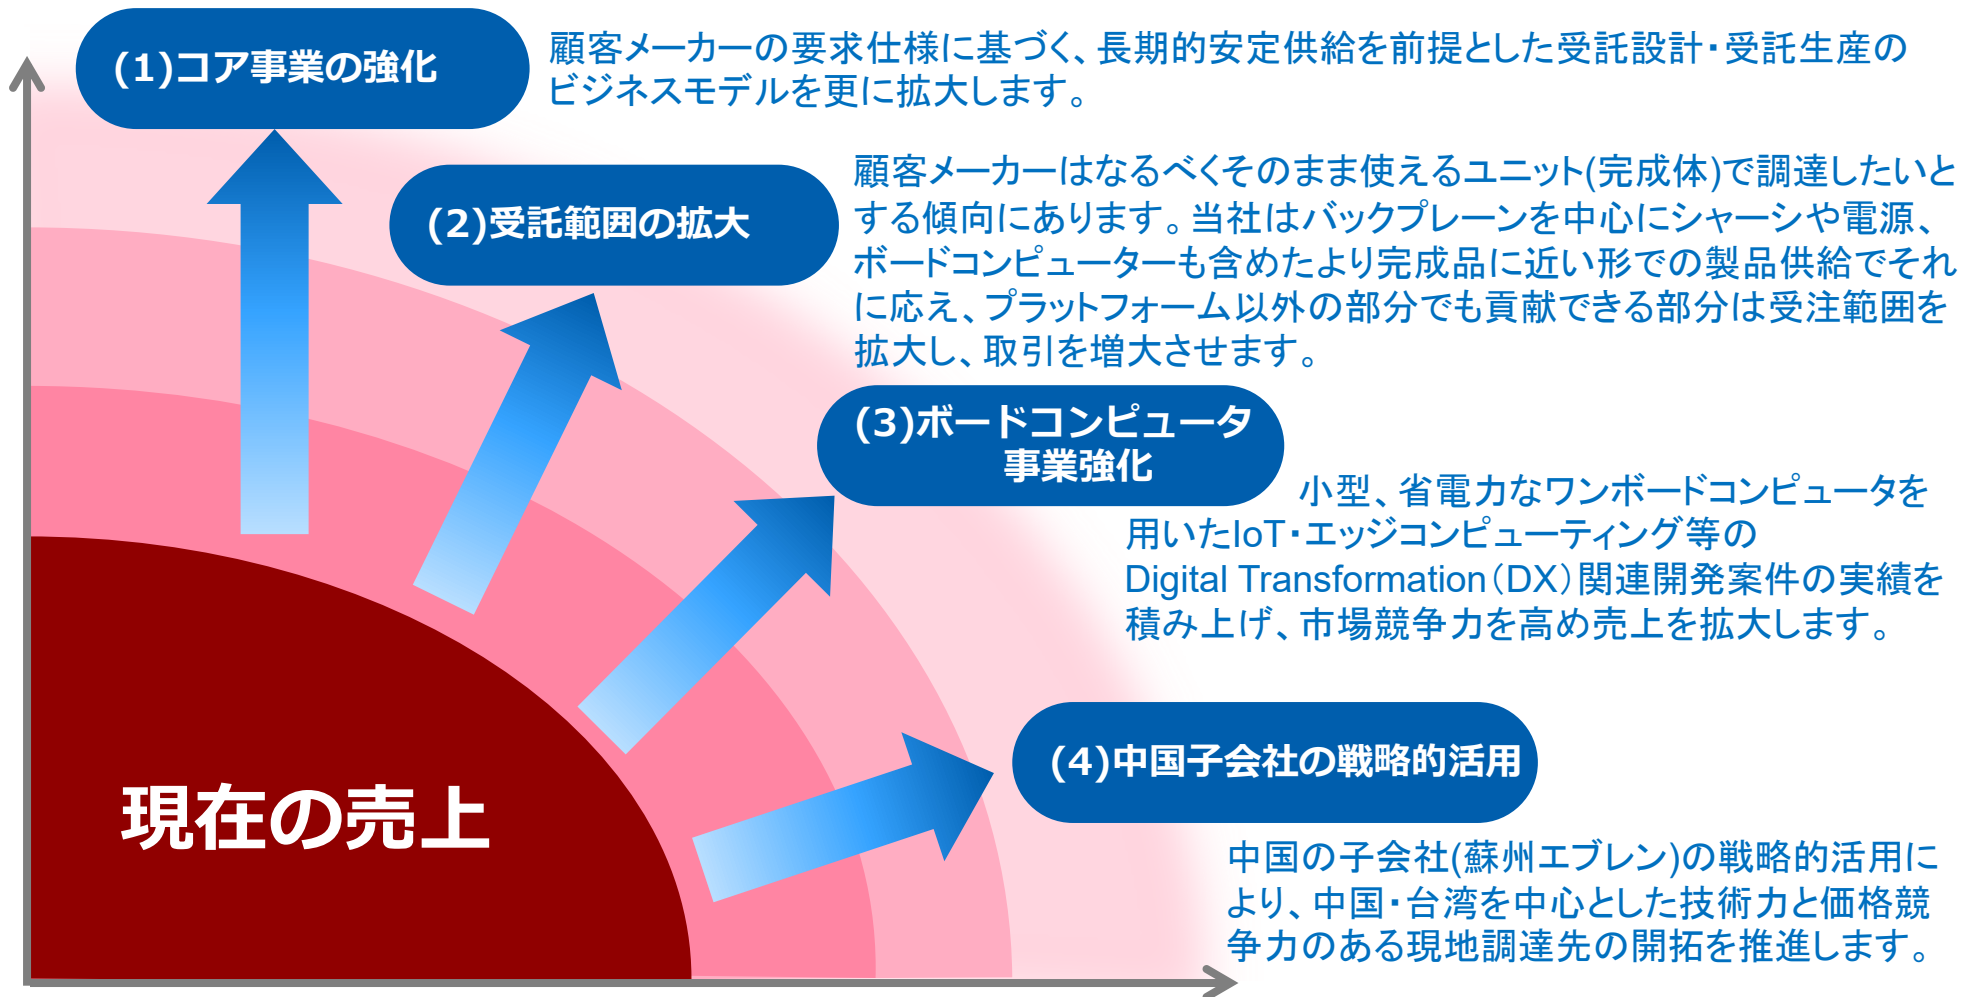 (1)コア事業の強化
顧客メーカーの要求仕様に基づく、長期的安定供給を前提とした受託設計・受託生産の
ビジネスモデルを更に拡大します。
(2)受託範囲の拡大
顧客メーカーはなるべくそのまま使えるユニット(完成体)で調達したいと
する傾向にあります。当社はバックプレーンを中心にシャーシや電源、
ボードコンピューターも含めたより完成品に近い形での製品供給でそれ
に応え、プラットフォーム以外の部分でも貢献できる部分は受注範囲を
拡大し、取引を増大させます。
(3)ボードコンピュータ
事業強化
小型、省電力なワンボードコンピュータを
用いたIoT・エッジコンピューティング等の
Digital Transformation（DX）関連開発案件の実績を
積み上げ、市場競争力を高め売上を拡大します。
(4)中国子会社の戦略的活用
中国の子会社(蘇州エブレン)の戦略的活用に
より、中国・台湾を中心とした技術力と価格競
争力のある現地調達先の開拓を推進します。
現在の売上